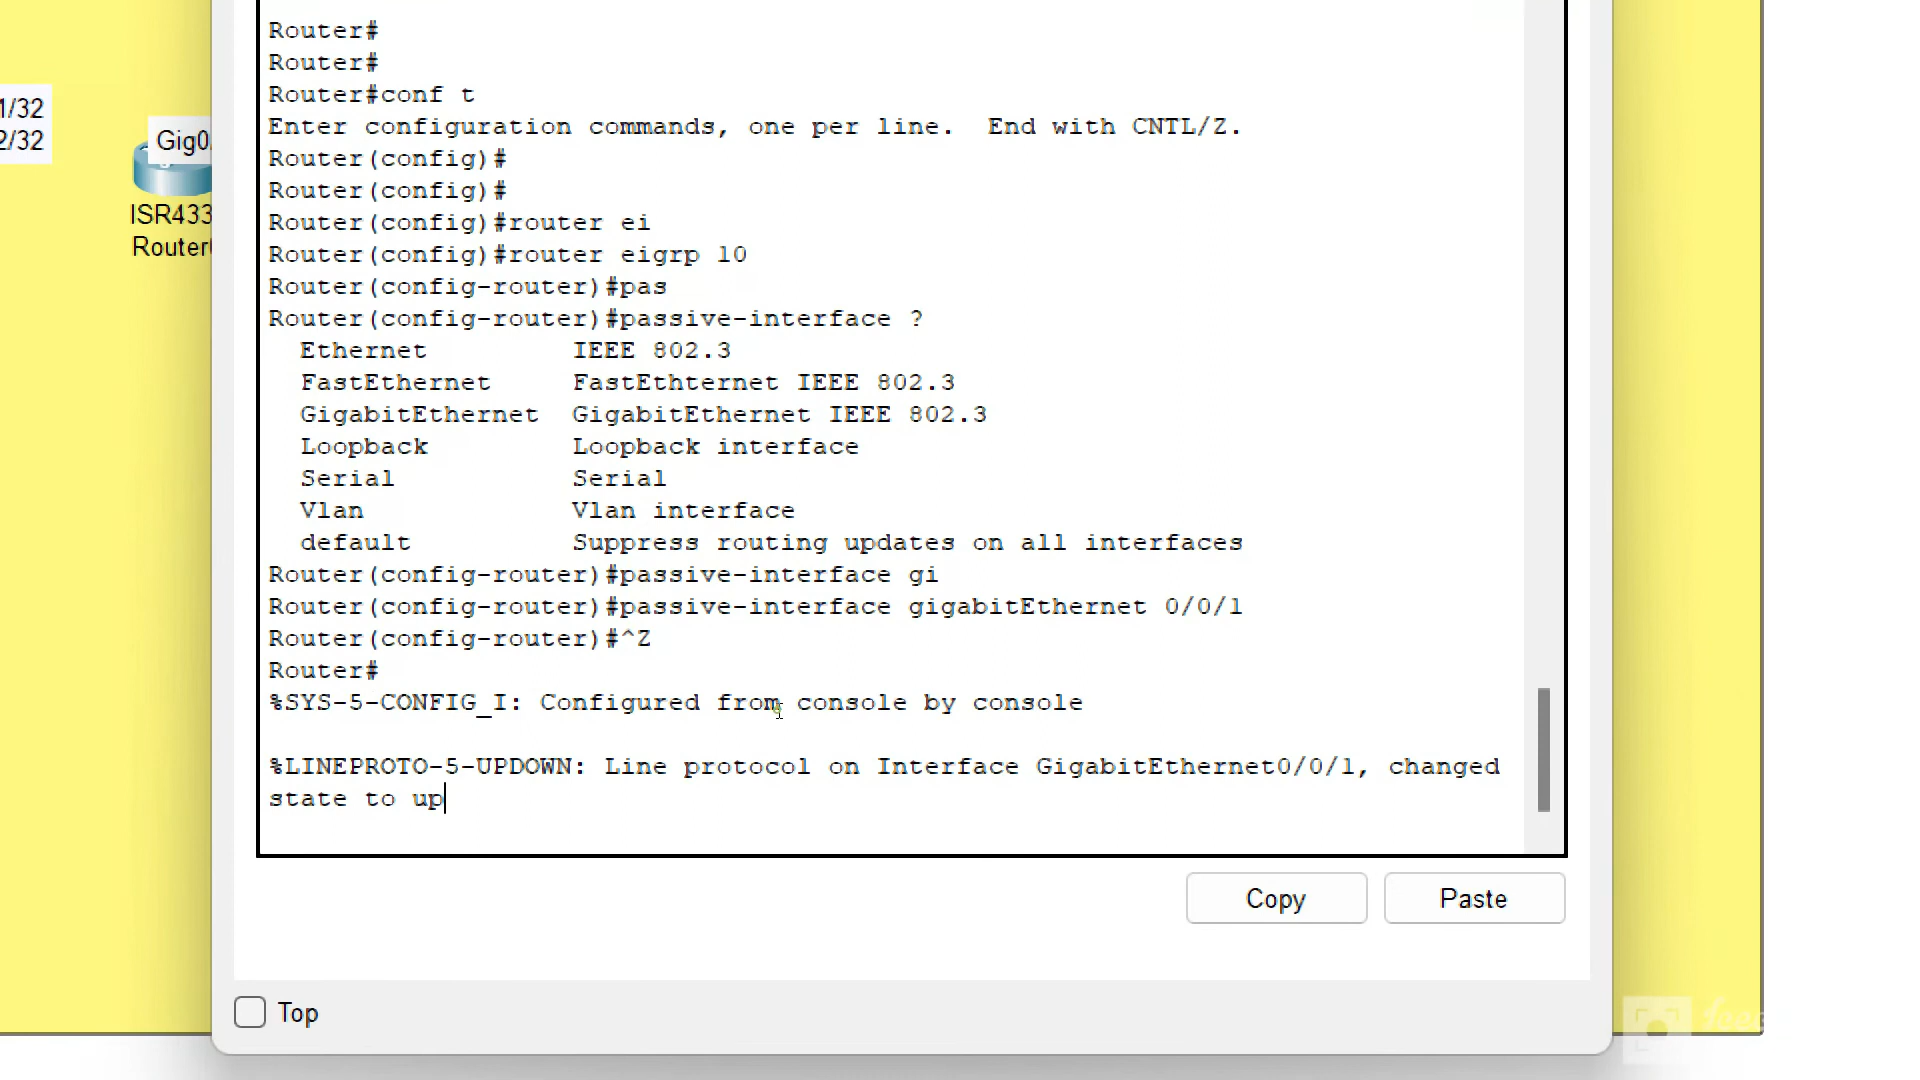 Router#
Router#
Router#conf t
Enter configuration commands, one per line.  End with CNTL/Z.
Router(config)#
Router(config)#
Router(config)#router ei
Router(config)#router eigrp 10
Router(config-router)#pas
Router(config-router)#passive-interface ?
  Ethernet         IEEE 802.3
  FastEthernet     FastEthternet IEEE 802.3
  GigabitEthernet  GigabitEthernet IEEE 802.3
  Loopback         Loopback interface
  Serial           Serial
  Vlan             Vlan interface
  default          Suppress routing updates on all interfaces
Router(config-router)#passive-interface gi
Router(config-router)#passive-interface gigabitEthernet 0/0/1
Router(config-router)#^Z
Router#
%SYS-5-CONFIG_I: Configured from console by console

%LINEPROTO-5-UPDOWN: Line protocol on Interface GigabitEthernet0/0/1, changed
state to up
Copy Paste
Top
1/32
2/32
Gig0/
ISR433
Router